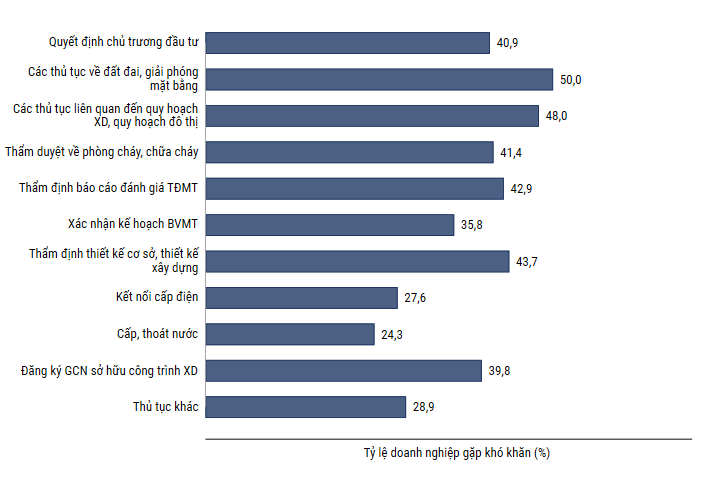 Quyết định chủ trương đầu tư
40,9
Các thủ tục về đất đai, giải phóng
mặt bằng
50,0
Các thủ tục liên quan đến quy hoạch
XD, quy hoạch đô thị
48,0
Thẩm duyệt về phòng cháy, chữa cháy
41,4
Thẩm định báo cáo đánh giá TĐMT
42,9
Xác nhận kế hoạch BVMT
35,8
Thẩm định thiết kế cơ sở, thiết kế
xây dựng
43,7
Kết nối cấp điện
27,6
Cấp, thoát nước
24,3
Đăng ký GCN sở hữu công trình XD
39,8
Thủ tục khác
28,9
Tỷ lệ doanh nghiệp gặp khó khăn (%)